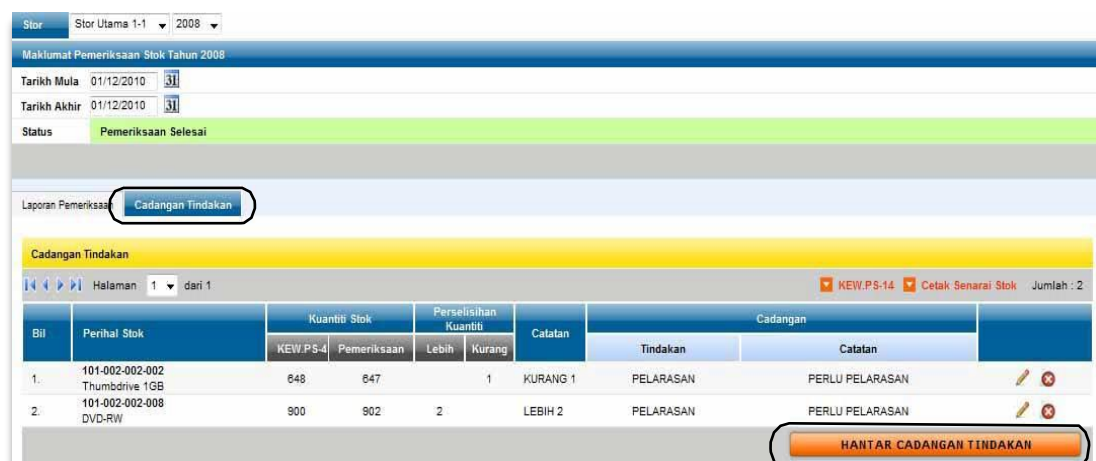 Stor Stor Utama 1-1 2008
Maklumat Pemeriksaan Stok Tahun 2008
Tarikh Mula 01/12/2010 31
Tarikh Akhir 01/12/2010 31
Status Pemeriksaan Selesai
Laporan Pemeriksaan Cadangan Tindakan
Cadangan Tindakan
Halaman 1 dari 1 KEW.PS-14 Cetak Senarai Stok Jumlah : 2
Bil Perihal Stok Kuantiti Stok Perselisihan Kuantiti Catatan Cadangan
KEW.PS-4 Pemeriksaan Lebih Kurang Tindakan Catatan
1. 101-002-002-002 648 647 1 KURANG 1 PELARASAN PERLU PELARASAN
Thumbdrive 1GB
2. 101-002-002-008 900 902 2 LEBIH 2 PELARASAN PERLU PELARASAN
DVD-RW
HANTAR CADANGAN TINDAKAN